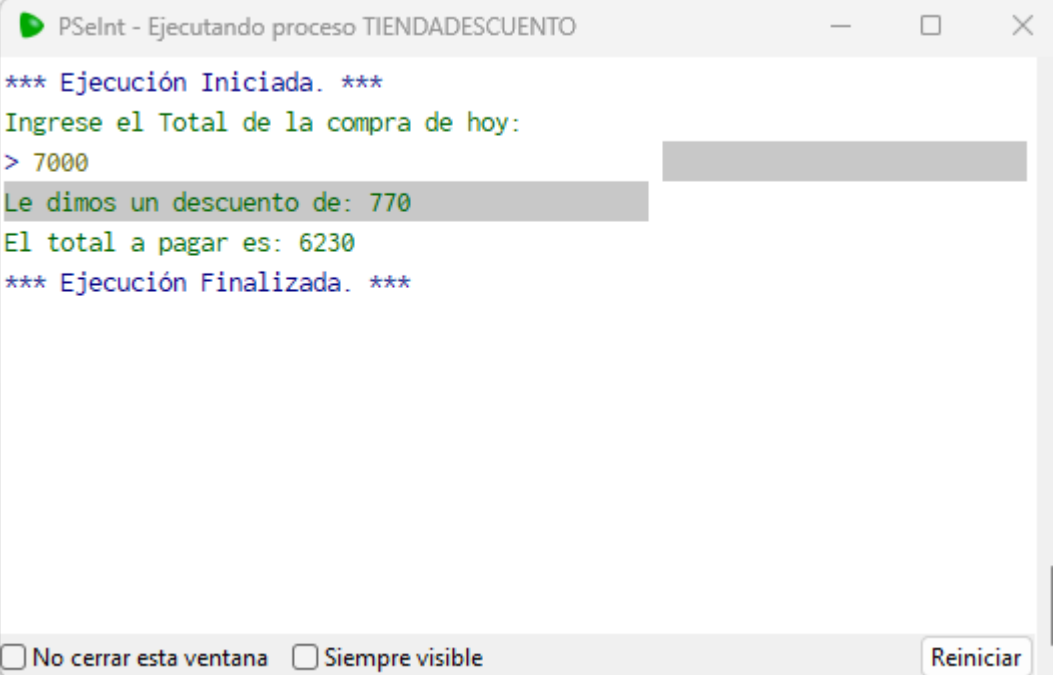 PSeInt - Ejecutando proceso TIENDADESCUENTO
*** Ejecución Iniciada. ***
Ingrese el Total de la compra de hoy:
> 7000
Le dimos un descuento de: 770
El total a pagar es: 6230
*** Ejecución Finalizada. ***
No cerrar esta ventana Siempre visible Reiniciar